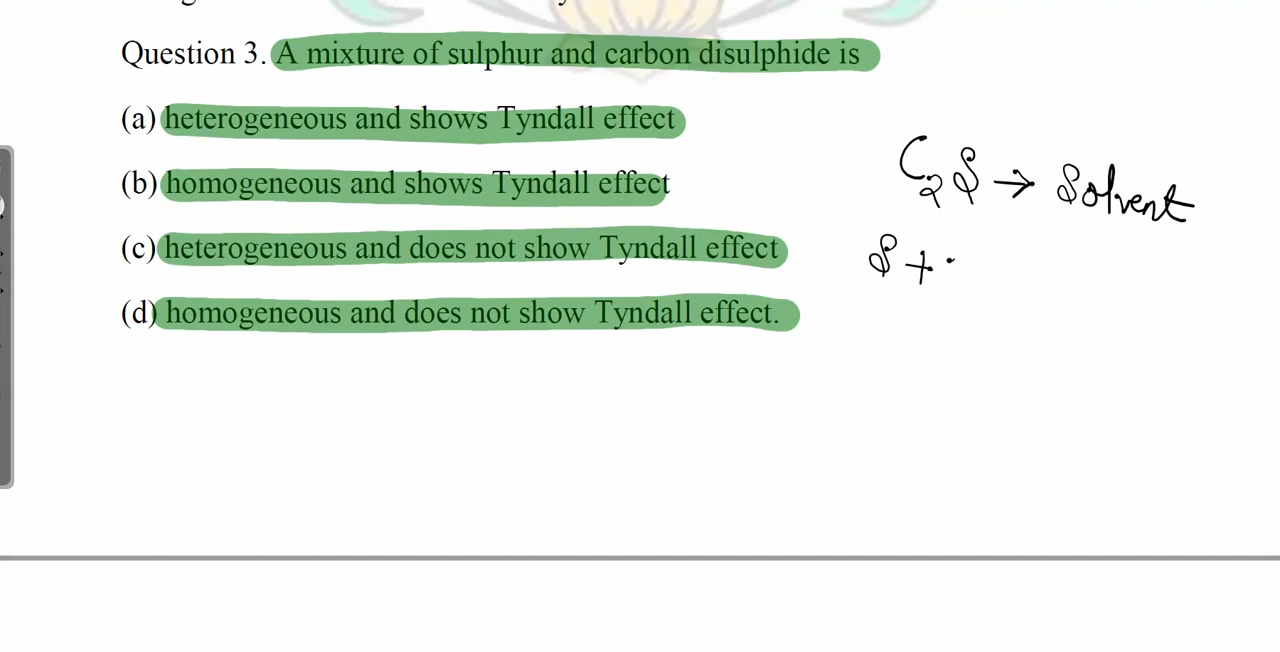 Question 3. A mixture of sulphur and carbon disulphide is
(a) heterogeneous and shows Tyndall effect
(b) homogeneous and shows Tyndall effect
(c) heterogeneous and does not show Tyndall effect
(d) homogeneous and does not show Tyndall effect.
C₂S → Solvent
S +